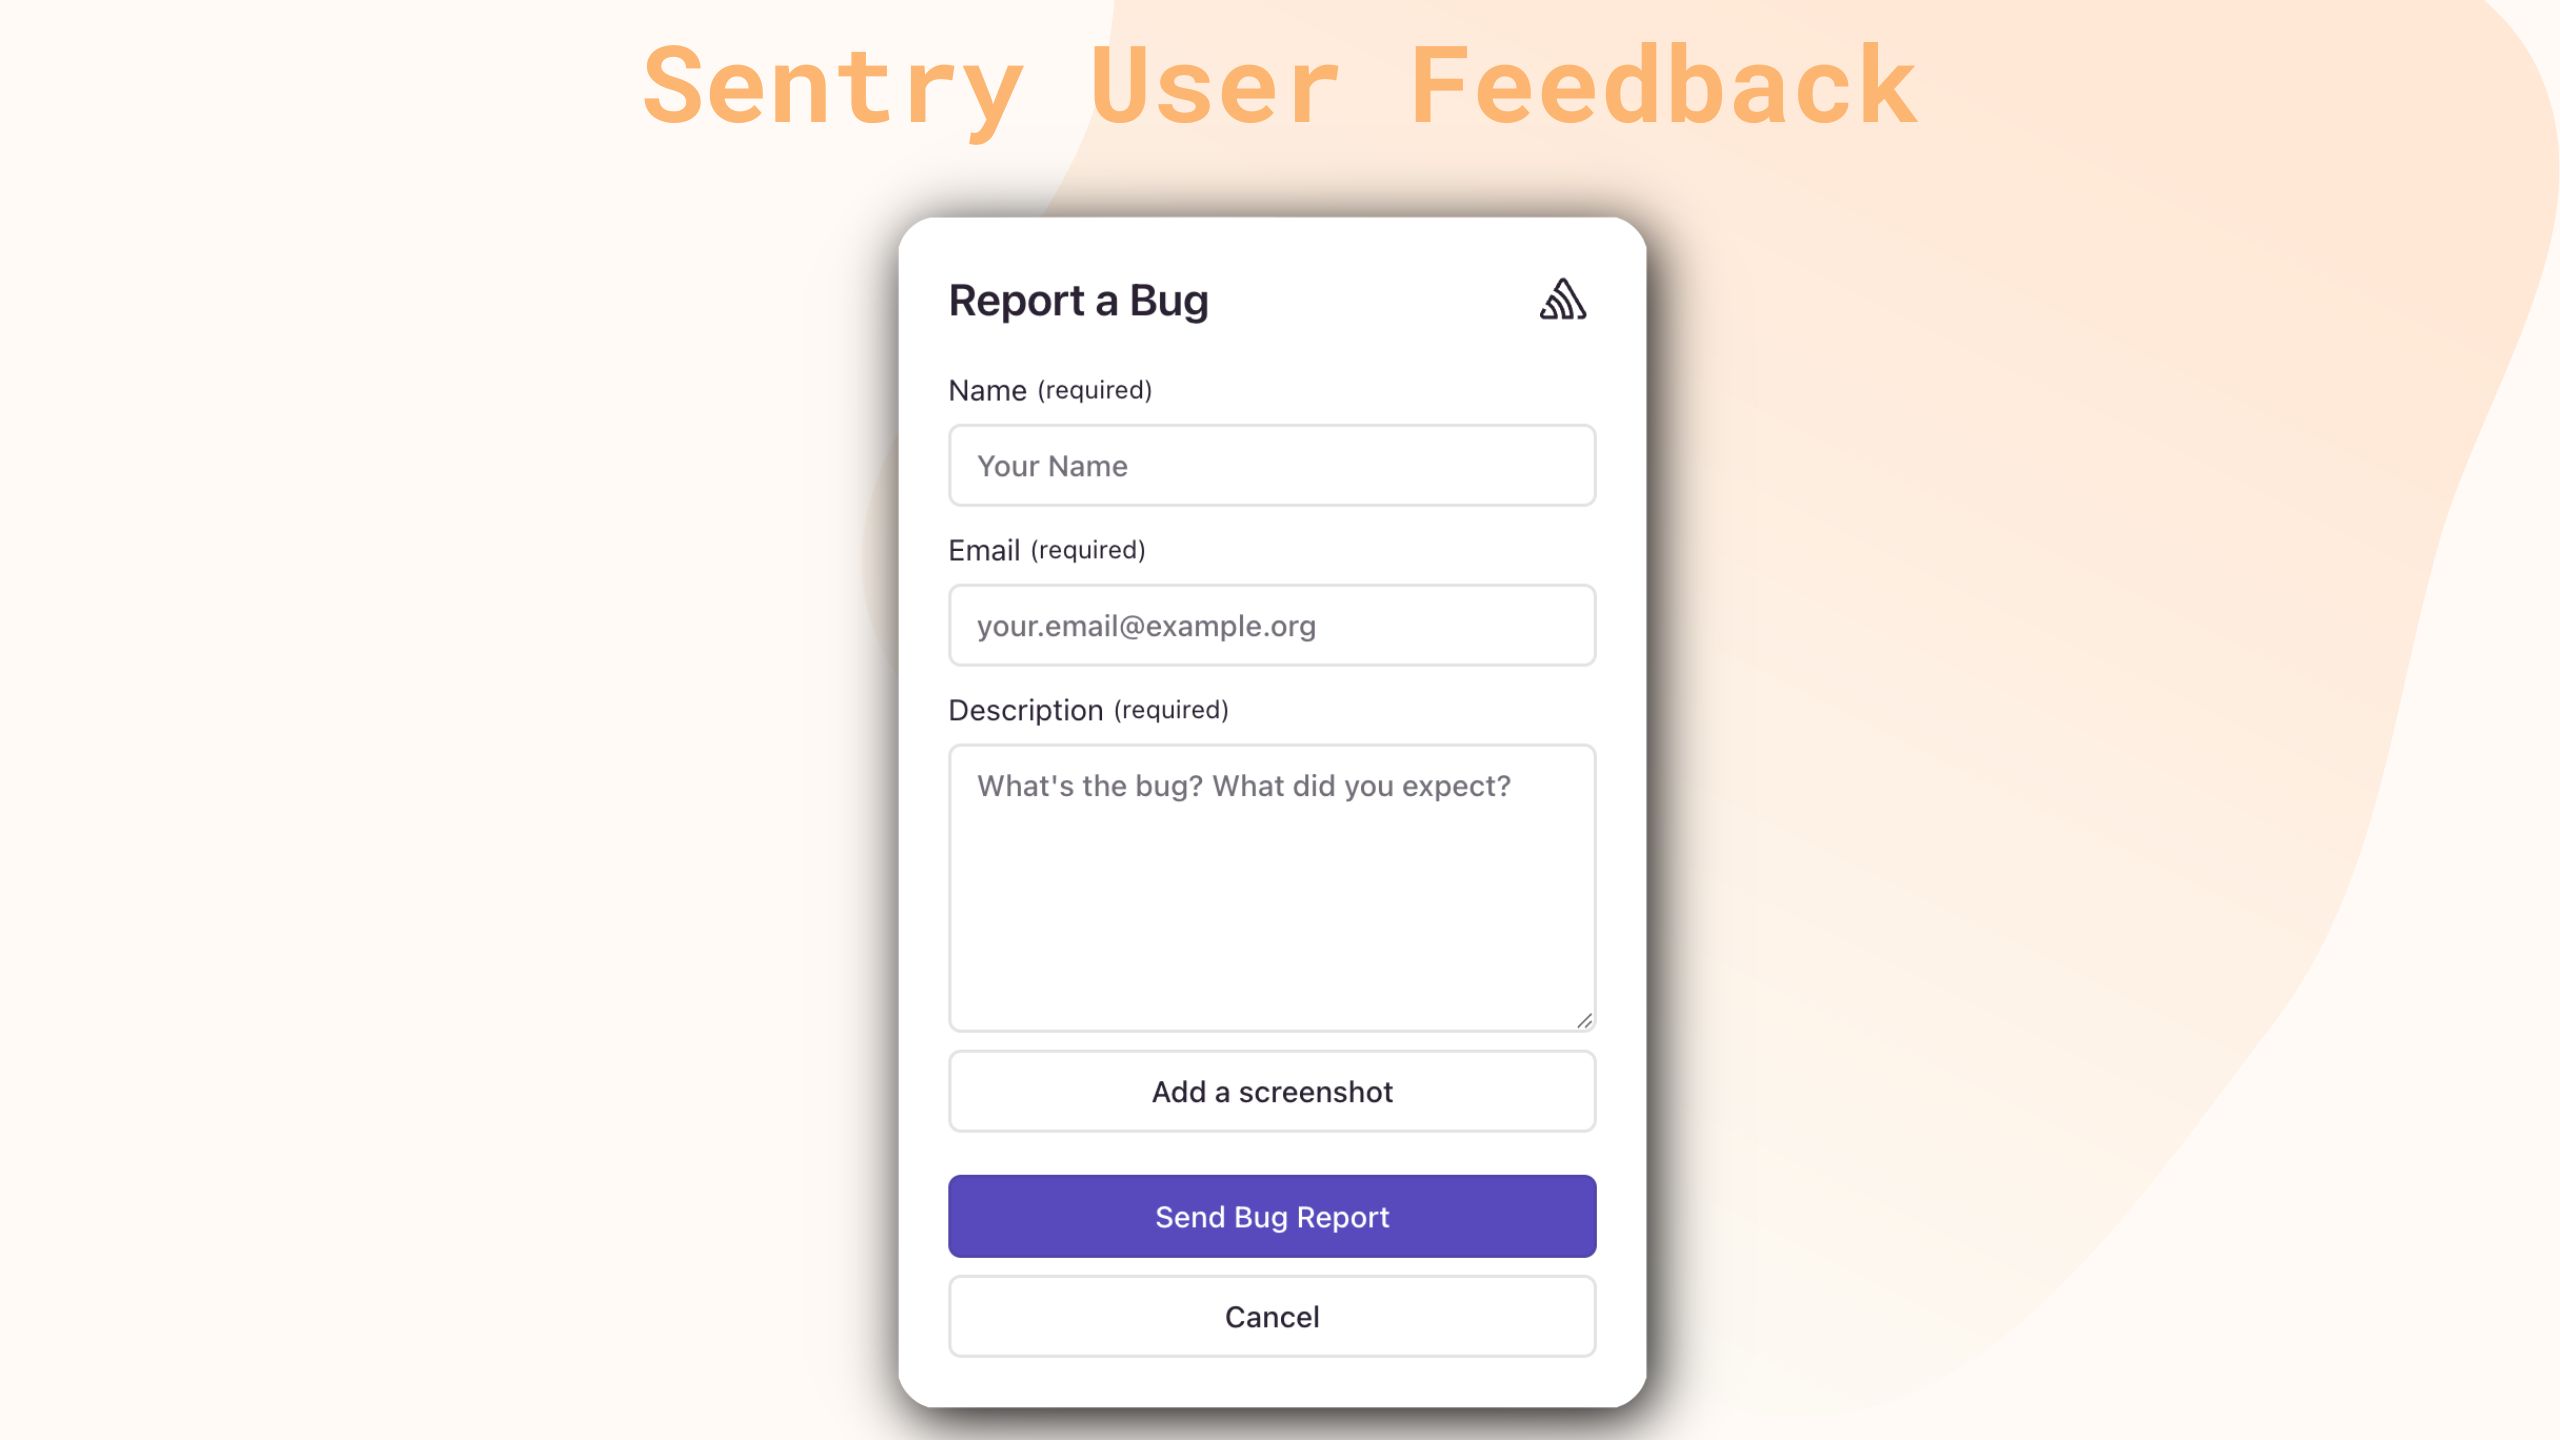 Sentry User Feedback
Report a Bug
Name (required)
Your Name
Email (required)
your.email@example.org
Description (required)
What's the bug? What did you expect?
Add a screenshot
Send Bug Report
Cancel